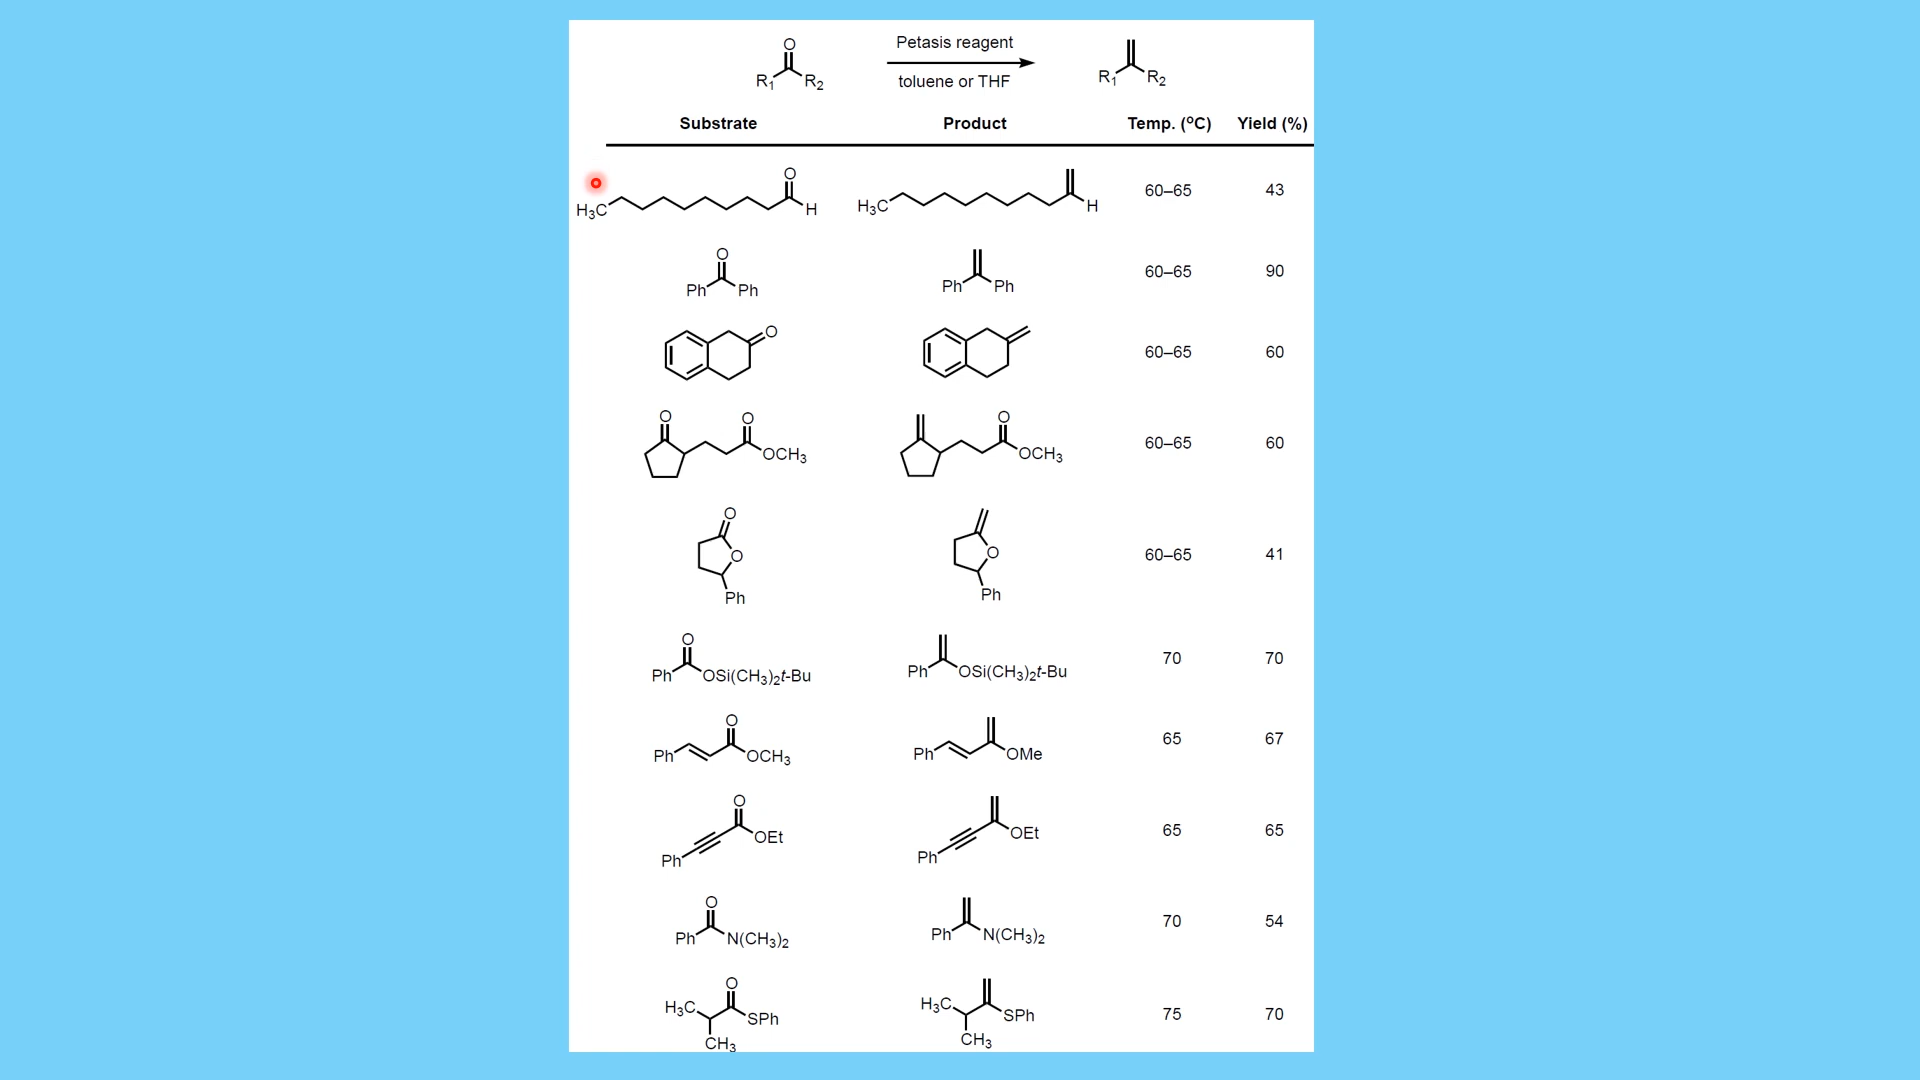 O Petasis reagent
R1 R2 toluene or THF R1 R2
Substrate Product Temp. (°C) Yield (%)
O
H3C H H3C H 60–65 43
O
Ph Ph Ph Ph 60–65 90
O 60–65 60
O O O
OCH3 OCH3 60–65 60
O
O O 60–65 41
Ph Ph
O
Ph OSi(CH3)2t-Bu Ph OSi(CH3)2t-Bu 70 70
O
Ph OCH3 Ph OMe 65 67
O
OEt OEt 65 65
Ph Ph
O
Ph N(CH3)2 Ph N(CH3)2 70 54
O
H3C SPh H3C SPh 75 70
CH3 CH3